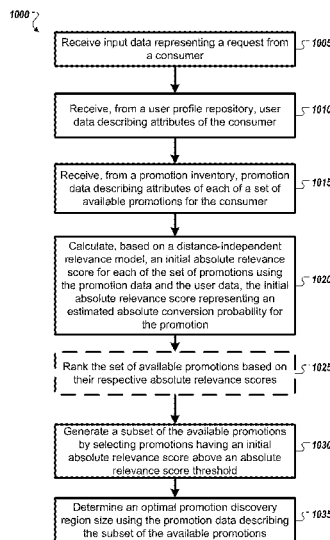 1000
Receive input data representing a request from
a consumer
1005
Receive, from a user profile repository, user
data describing attributes of the consumer
1010
Receive, from a promotion inventory, promotion
data describing attributes of each of a set of
available promotions for the consumer
1015
Calculate, based on a distance-independent
relevance model, an initial absolute relevance
score for each of the set of promotions using
the promotion data and the user data, the initial
absolute relevance score representing an
estimated absolute conversion probability for
the promotion
1020
Rank the set of available promotions based on
their respective absolute relevance scores
1025
Generate a subset of the available promotions
by selecting promotions having an initial
absolute relevance score above an absolute
relevance score threshold
1030
Determine an optimal promotion discovery
region size using the promotion data describing
the subset of the available promotions
1035